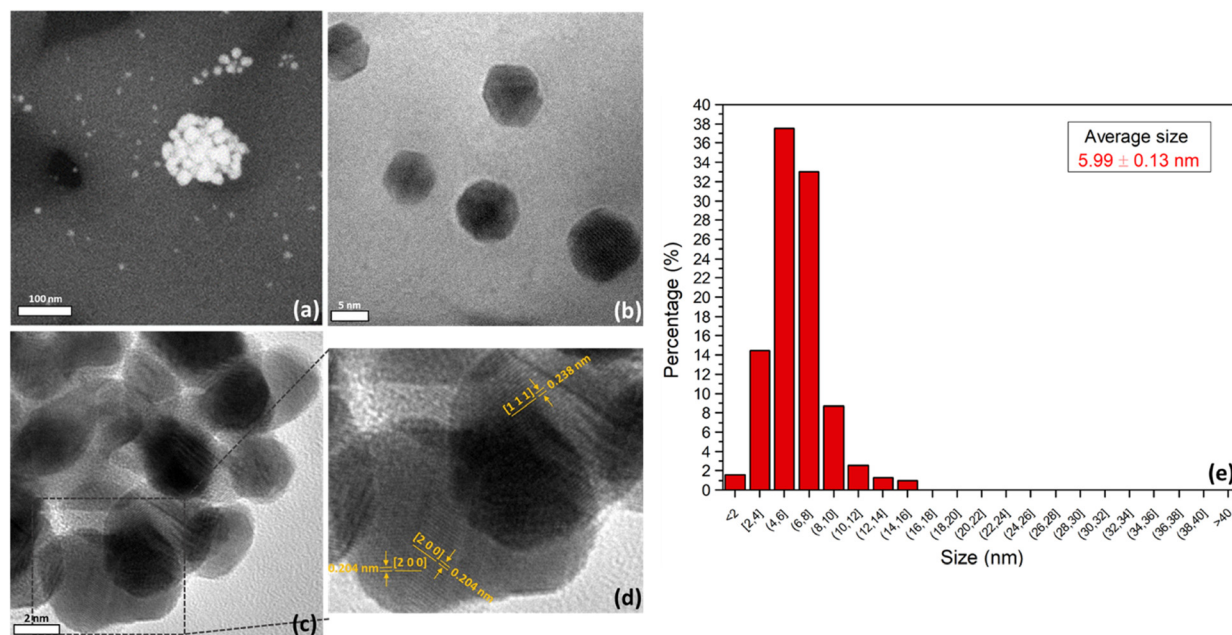 100 nm
(a)
5 nm
(b)
2 nm
(c)
[1 1 1]
0.238 nm
[2 0 0]
0.204 nm
0.204 nm
[2 0 0]
(d)
Percentage (%)
40
38
36
34
32
30
28
26
24
22
20
18
16
14
12
10
8
6
4
2
0
Average size
5.99 ± 0.13 nm
(e)
<2
[2,4]
(4,6]
(6,8]
(8,10]
(10,12]
(12,14]
(14,16]
(16,18]
(18,20]
(20,22]
(22,24]
(24,26]
(26,28]
(28,30]
(30,32]
(32,34]
(34,36]
(36,38]
(38,40]
>40
Size (nm)